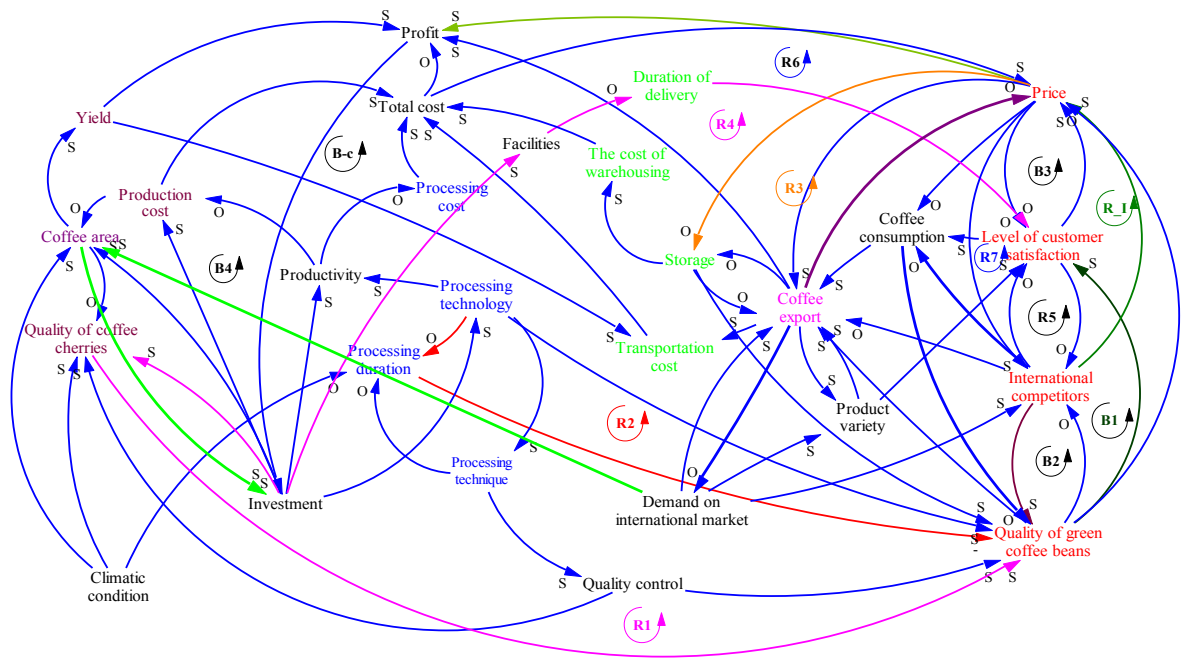 S
Profit
S
S
O
R6
S
O
Price
Duration of
delivery
O
S
Total cost
S
Yield
S
S
S
S
O
R4
Facilities
B-c
S
The cost of
warehousing
B3
R3
Production
cost
Processing
cost
O
S
O
O
S
O
O
O
R_I
Coffee
consumption
Coffee area
S
S
S
S
B4
Productivity
S
Processing
technology
Storage
O
O
S
Level of customer
satisfaction
R7
S
S
O
O
S
Coffee
export
O
S
O
R5
Quality of coffee
cherries
S
O
S
Transportation
cost
S
S
S
O
O
Processing
duration
O
O
S
S
S
International
competitors
S
Product
variety
O
R2
B1
S
S
B2
Processing
technique
O
S
S
Investment
Demand on
international market
S
S
O
S
Quality of green
coffee beans
S
-
Climatic
condition
S
Quality control
S
S
R1